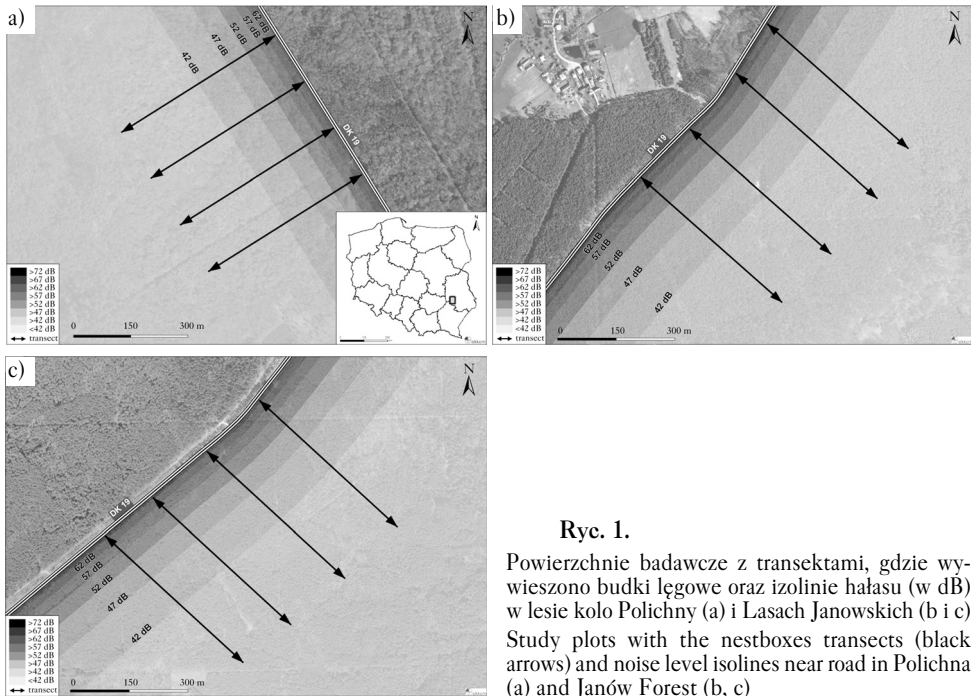 a)
N
62 dB
57 dB
52 dB
47 dB
42 dB
DK 19
>72 dB
>67 dB
>62 dB
>57 dB
>52 dB
>47 dB
>42 dB
<42 dB
transect
0 150 300 m
N
b)
N
DK 19
62 dB
57 dB
52 dB
47 dB
42 dB
>72 dB
>67 dB
>62 dB
>57 dB
>52 dB
>47 dB
>42 dB
<42 dB
transect
0 150 300 m
c)
N
DK 19
62 dB
57 dB
52 dB
47 dB
42 dB
>72 dB
>67 dB
>62 dB
>57 dB
>52 dB
>47 dB
>42 dB
<42 dB
transect
0 150 300 m
Ryc. 1.
Powierzchnie badawcze z transektami, gdzie wy-
wieszono budki lęgowe oraz izolinie hałasu (w dB)
w lesie koło Polichny (a) i Lasach Janowskich (b i c)
Study plots with the nestboxes transects (black
arrows) and noise level isolines near road in Polichna
(a) and Janów Forest (b, c)